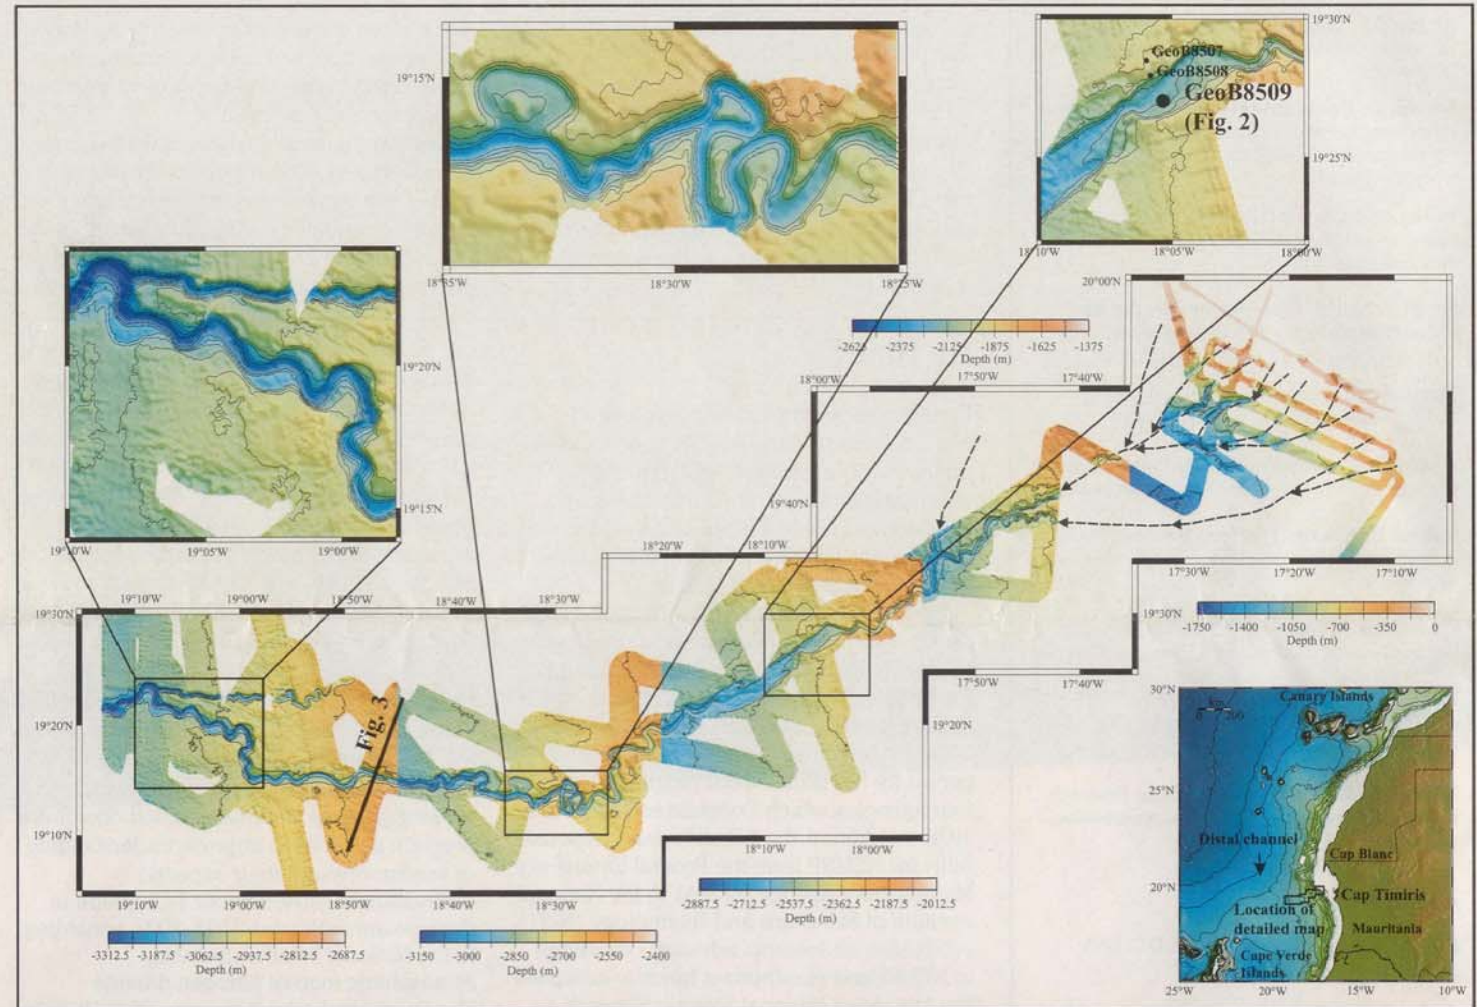 19°15'N
18°35'W
18°30'W
18°25'W
19°30'N
GeoB8507
GeoB8508
GeoB8509
(Fig. 2)
19°25'N
18°10'W
18°05'W
18°00'W
19°20'N
19°15'N
19°10'W
19°05'W
19°00'W
20°00'N
-2625 -2375 -2125 -1875 -1625 -1375
Depth (m)
18°00'W
17°50'W
17°40'W
19°40'N
18°20'W
18°10'W
17°30'W
17°20'W
17°10'W
19°30'N
-1750 -1400 -1050 -700 -350 0
Depth (m)
17°50'W
17°40'W
19°30'N
19°10'W
19°00'W
18°50'W
18°40'W
18°30'W
Fig. 3
19°20'N
19°20'N
19°10'N
18°10'W
18°00'W
19°10'W
19°00'W
18°50'W
18°40'W
18°30'W
-2887.5 -2712.5 -2537.5 -2362.5 -2187.5 -2012.5
Depth (m)
-3312.5 -3187.5 -3062.5 -2937.5 -2812.5 -2687.5
Depth (m)
-3150 -3000 -2850 -2700 -2550 -2400
Depth (m)
30°N
Canary Islands
km
0 200
25°N
Distal channel
Cap Blanc
20°N
Cap Timiris
Location of
detailed map
Mauritania
Cape Verde
Islands
25°W
20°W
15°W
10°W